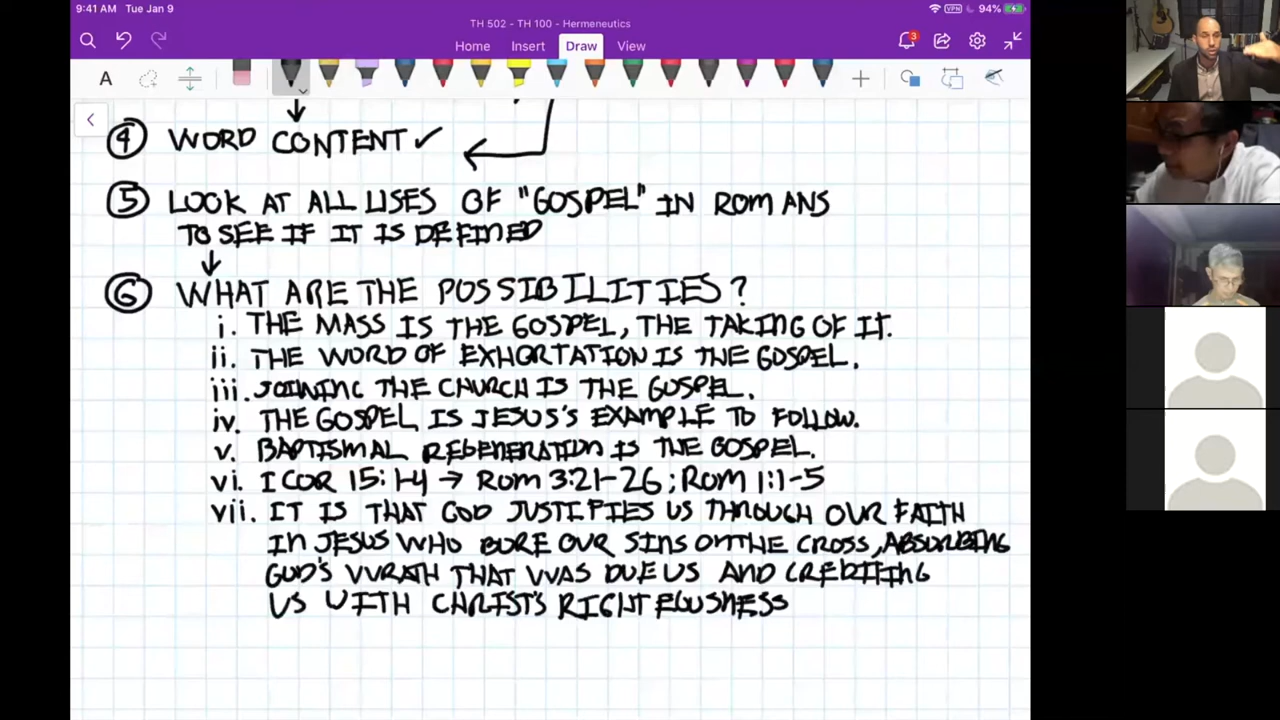 9:41 AM Tue Jan 9
VPN 94%
TH 502 - TH 100 - Hermeneutics
Home Insert Draw View
3
A
④ WORD CONTENT ✓
⑤ LOOK AT ALL USES OF "GOSPEL" IN ROMANS
TO SEE IF IT IS DEFINED
⑥ WHAT ARE THE POSSIBILITIES?
i. THE MASS IS THE GOSPEL, THE TAKING OF IT.
ii. THE WORD OF EXHORTATION IS THE GOSPEL.
iii. JOINING THE CHURCH IS THE GOSPEL.
iv. THE GOSPEL IS JESUS'S EXAMPLE TO FOLLOW.
v. BAPTISMAL REGENERATION IS THE GOSPEL.
vi. I COR 15:1-4 → ROM 3:21-26; ROM 1:1-5
vii. IT IS THAT GOD JUSTIFIES US THROUGH OUR FAITH
IN JESUS WHO BORE OUR SINS ON THE CROSS, ABSORBING
GOD'S WRATH THAT WAS DUE US AND CREDITING
US WITH CHRIST'S RIGHTEOUSNESS